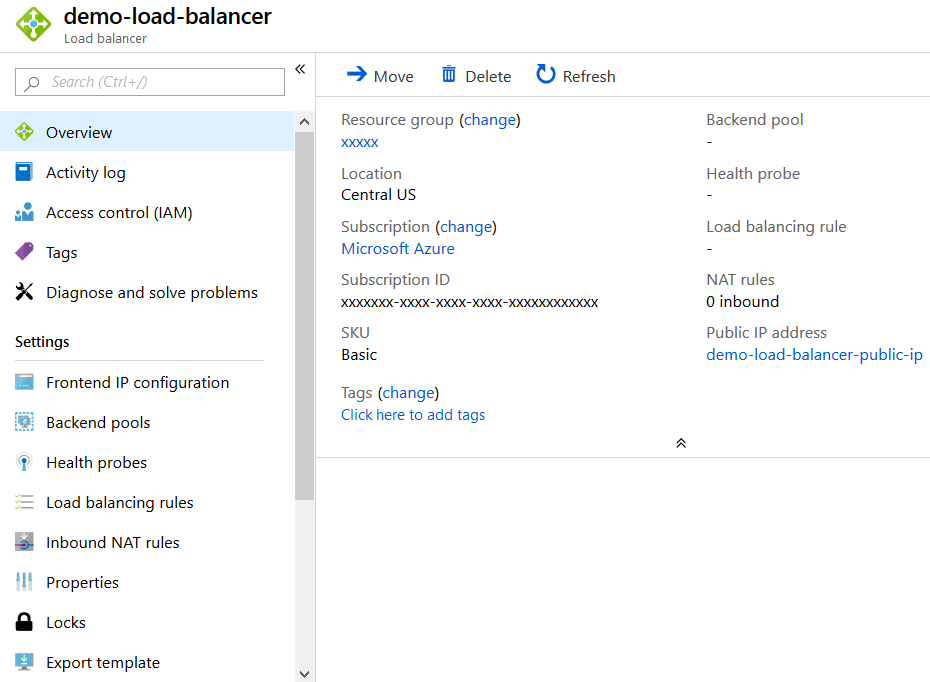 demo-load-balancer
Load balancer
Search (Ctrl+/)
Overview
Activity log
Access control (IAM)
Tags
Diagnose and solve problems
Settings
Frontend IP configuration
Backend pools
Health probes
Load balancing rules
Inbound NAT rules
Properties
Locks
Export template
Move Delete Refresh
Resource group (change)
xxxxx
Location
Central US
Subscription (change)
Microsoft Azure
Subscription ID
xxxxxxx-xxxx-xxxx-xxxx-xxxxxxxxxxxx
SKU
Basic
Tags (change)
Click here to add tags
Backend pool
-
Health probe
-
Load balancing rule
-
NAT rules
0 inbound
Public IP address
demo-load-balancer-public-ip